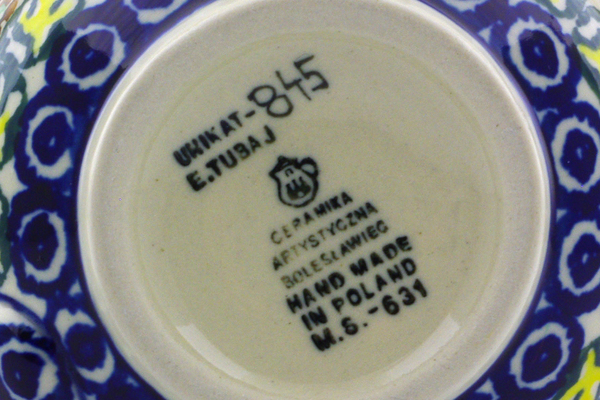 UNIKAT-845
E.TUBAJ
CERAMIKA
ARTYSTYCZNA
BOLESŁAWIEC
HAND MADE
IN POLAND
M.S.-631